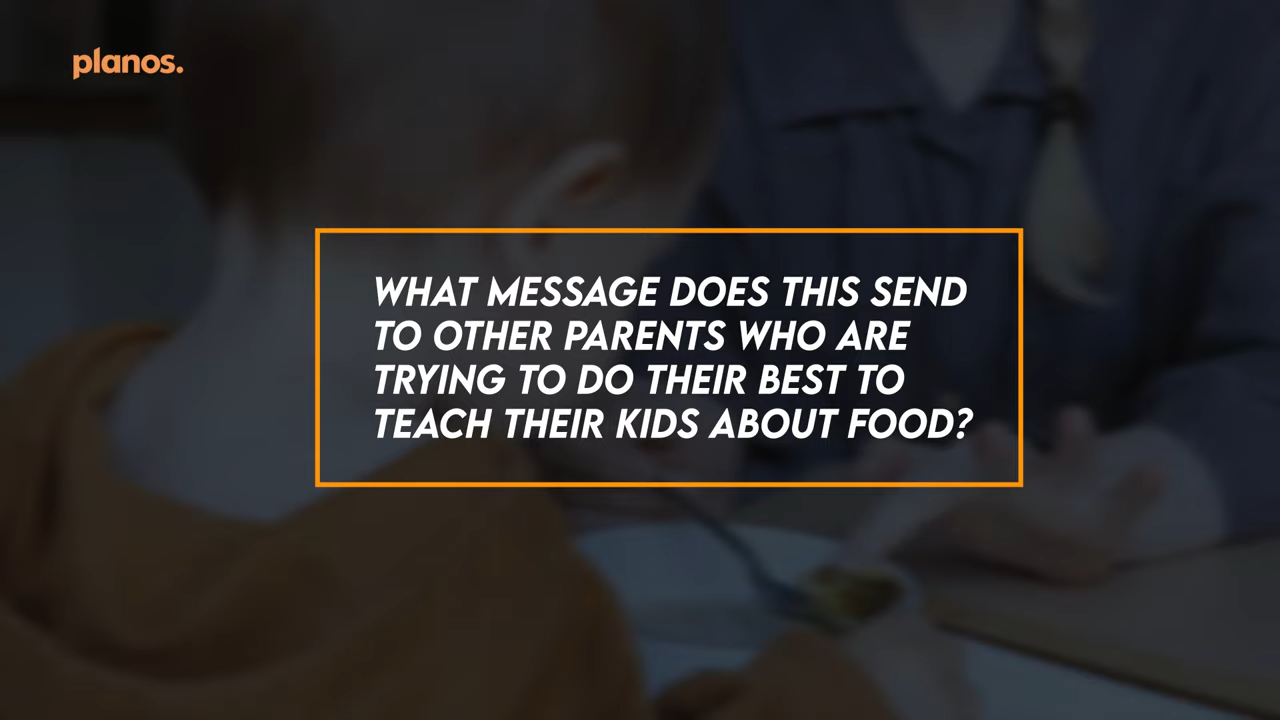 planos.
WHAT MESSAGE DOES THIS SEND
TO OTHER PARENTS WHO ARE
TRYING TO DO THEIR BEST TO
TEACH THEIR KIDS ABOUT FOOD?